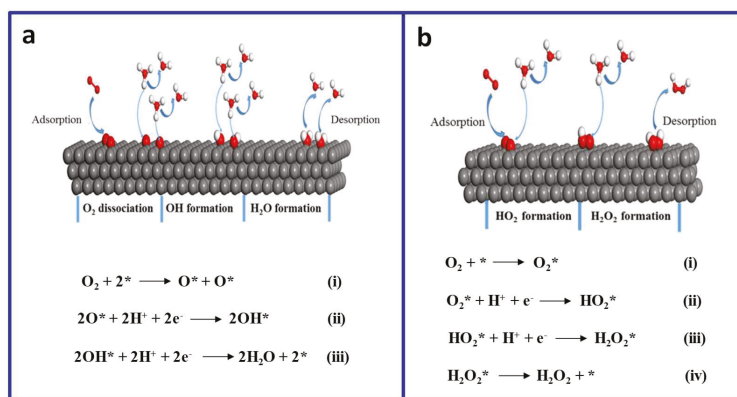 a
Adsorption
Desorption
O₂ dissociation OH formation H₂O formation
O₂ + 2* ⟶ O* + O* (i)
2O* + 2H⁺ + 2e⁻ ⟶ 2OH* (ii)
2OH* + 2H⁺ + 2e⁻ ⟶ 2H₂O + 2* (iii)
b
Adsorption
Desorption
HO₂ formation H₂O₂ formation
O₂ + * ⟶ O₂* (i)
O₂* + H⁺ + e⁻ ⟶ HO₂* (ii)
HO₂* + H⁺ + e⁻ ⟶ H₂O₂* (iii)
H₂O₂* ⟶ H₂O₂ + * (iv)